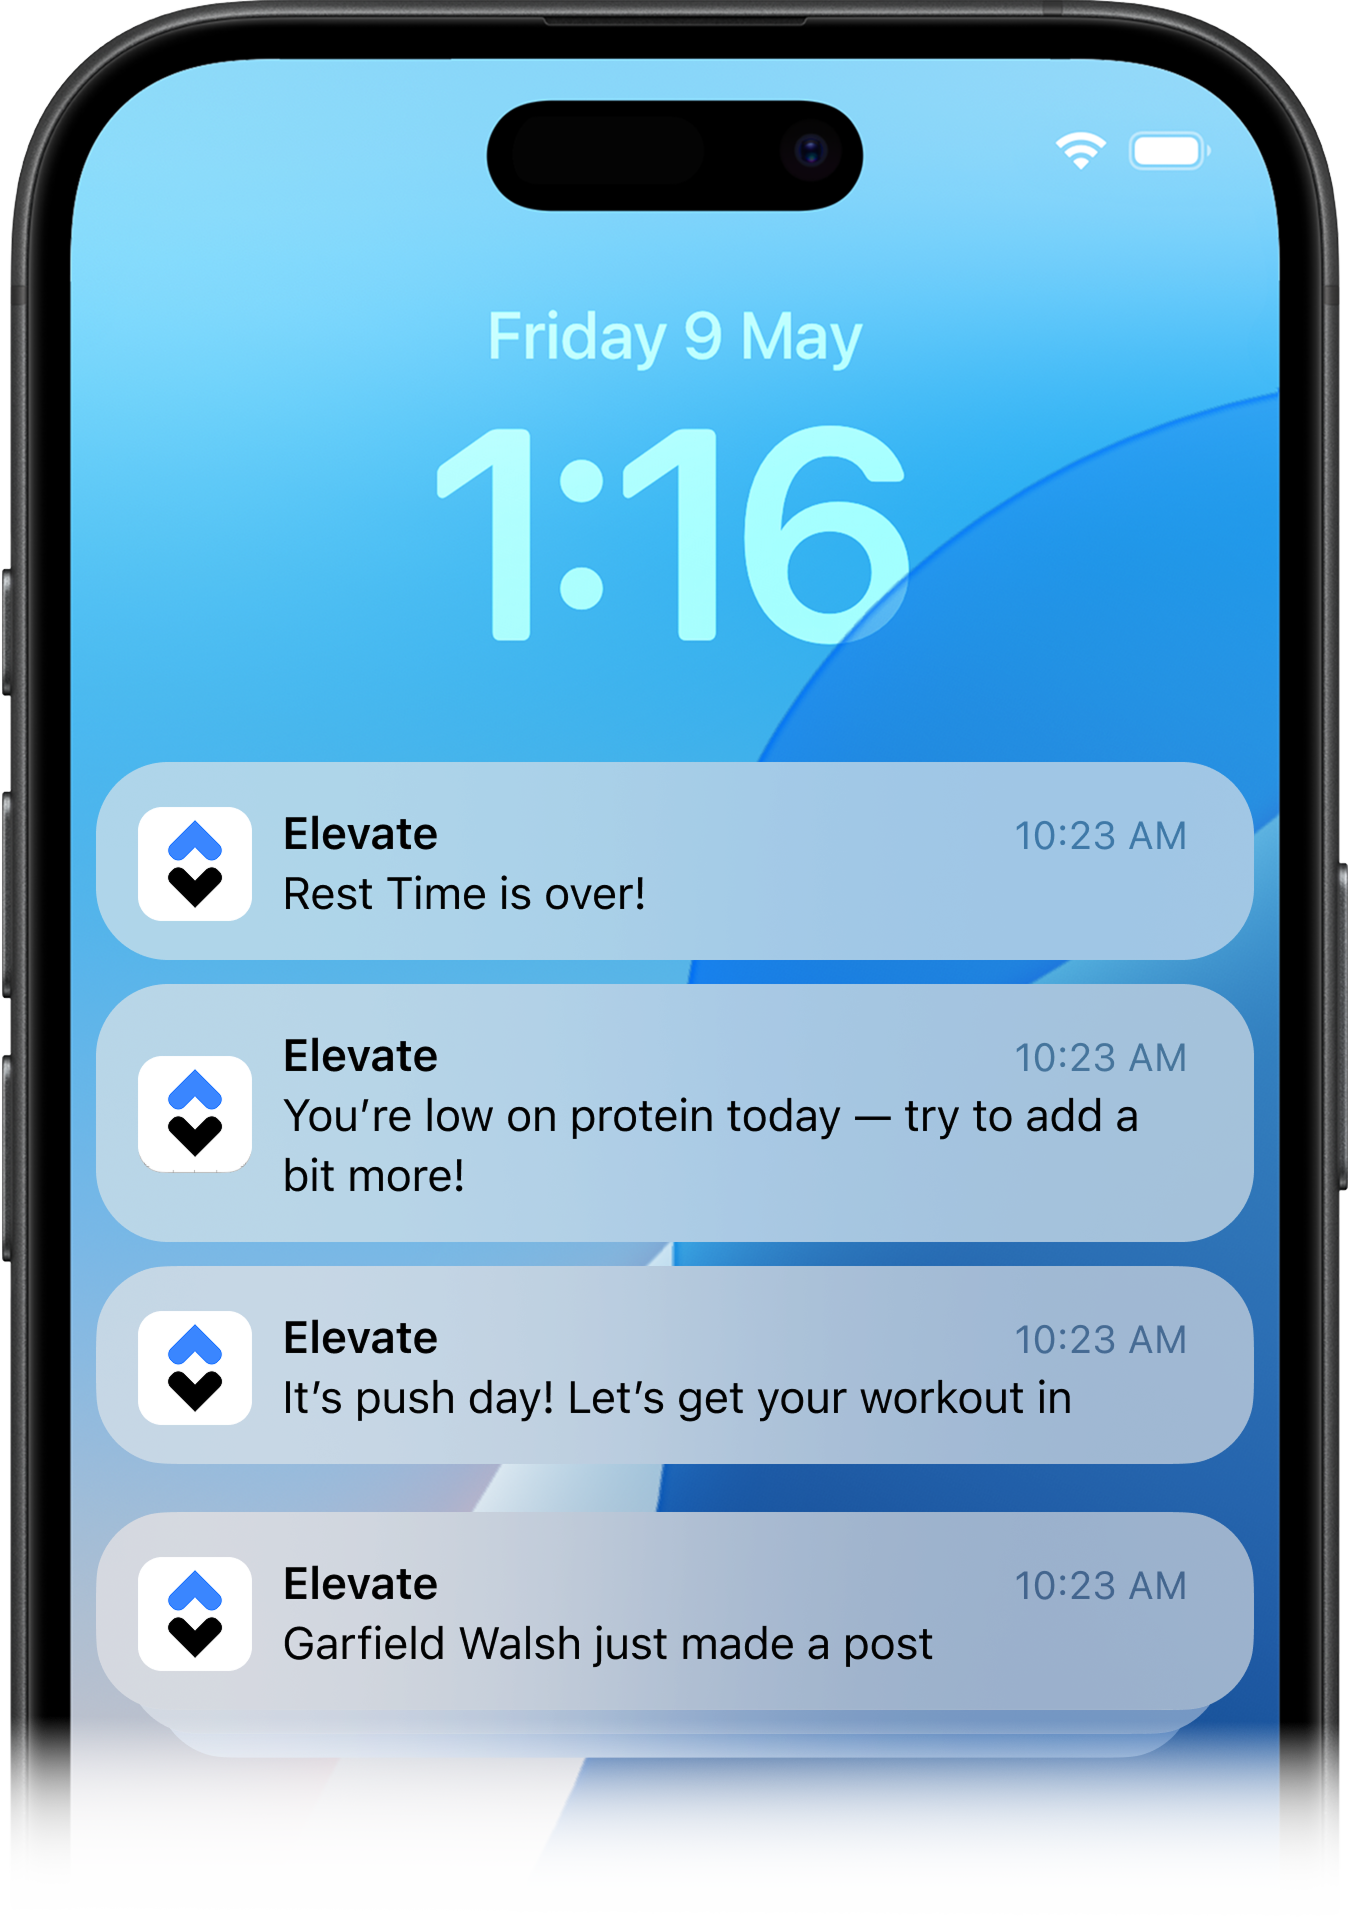 Friday 9 May
1:16
Elevate 10:23 AM
Rest Time is over!
Elevate 10:23 AM
You’re low on protein today — try to add a
bit more!
Elevate 10:23 AM
It’s push day! Let’s get your workout in
Elevate 10:23 AM
Garfield Walsh just made a post